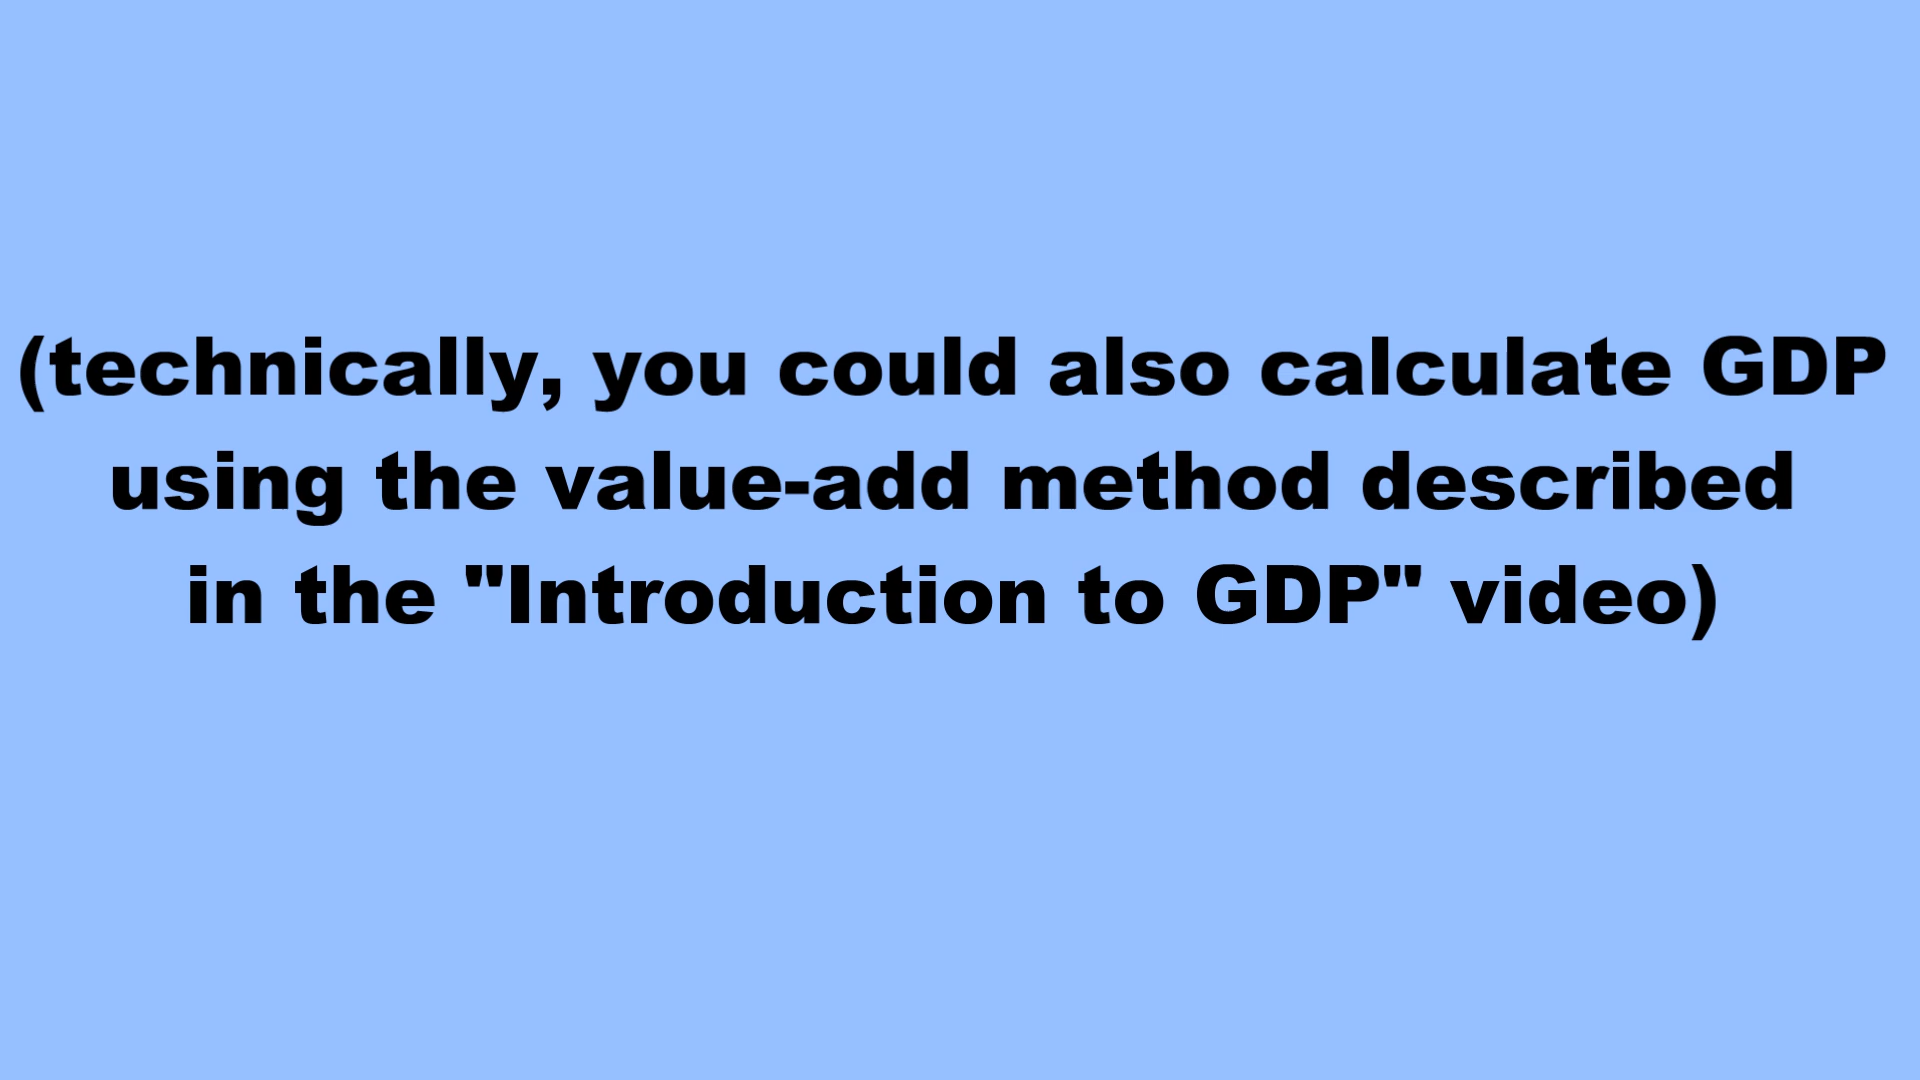 (technically, you could also calculate GDP
using the value-add method described
in the "Introduction to GDP" video)